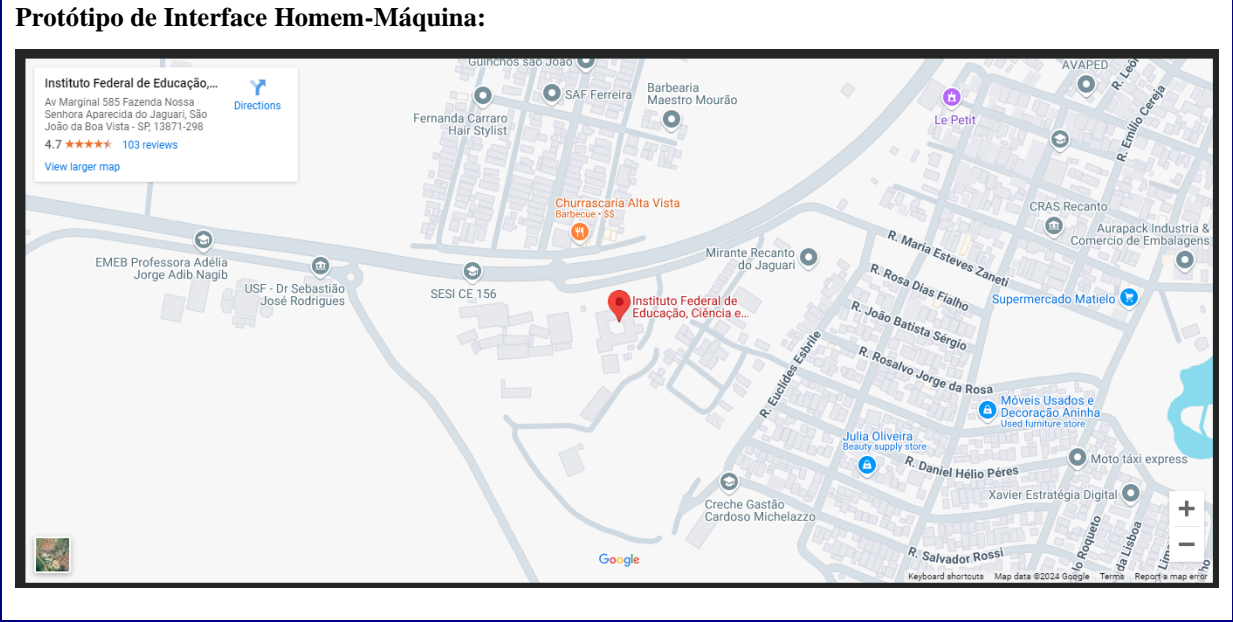 Protótipo de Interface Homem-Máquina:
Instituto Federal de Educação,...
Av Marginal 585 Fazenda Nossa
Senhora Aparecida do Jaguari, São
João da Boa Vista - SP, 13871-298
4.7
103 reviews
View larger map
Directions
Guinchos são João
SAF Ferreira
Barbearia
Maestro Mourão
Fernanda Carraro
Hair Stylist
Le Petit
AVAPED
R. Emílio Cereja
Churrascaria Alta Vista
Barbecue • $$
CRAS Recanto
Aurapack Industria &
Comercio de Embalagens
EMEB Professora Adélia
Jorge Adib Nagib
USF - Dr Sebastião
José Rodrigues
SESI CE 156
Mirante Recanto
do Jaguari
Instituto Federal de
Educação, Ciência e...
R. Maria Esteves Zaneti
R. Rosa Dias Fialho
R. João Batista Sérgio
Supermercado Matielo
R. Rosalvo Jorge da Rosa
R. Euclides Esbrile
Móveis Usados e
Decoração Aninha
Used furniture store
Julia Oliveira
Beauty supply store
R. Daniel Hélio Péres
Moto táxi express
Xavier Estratégia Digital
Creche Gastão
Cardoso Michelazzo
R. Salvador Rossi
Roqueto
da Lisboa
+
−
Google
Keyboard shortcuts
Map data ©2024 Google
Terms
Report a map error